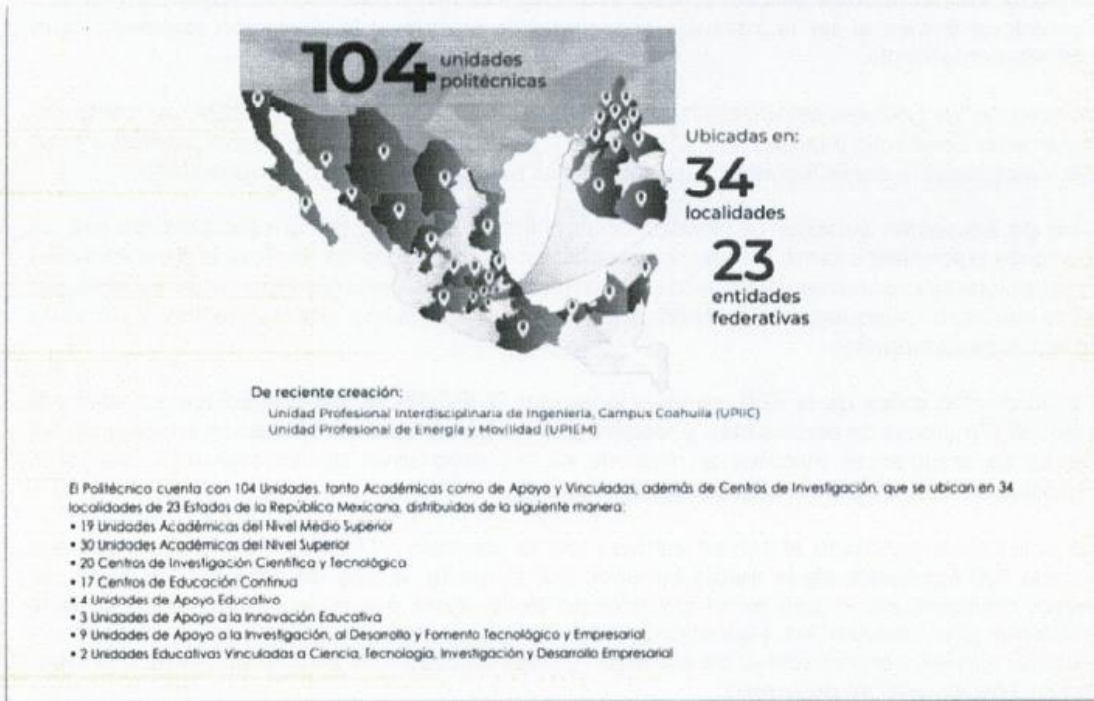 104 unidades
politécnicas
Ubicadas en:
34
localidades
23
entidades
federativas
De reciente creación:
Unidad Profesional Interdisciplinaria de Ingeniería, Campus Coahuila (UPIIC)
Unidad Profesional de Energía y Movilidad (UPIEM)
El Politécnico cuenta con 104 Unidades, tanto Académicas como de Apoyo y Vinculadas, además de Centros de Investigación, que se ubican en 34
localidades de 23 Estados de la República Mexicana, distribuidas de la siguiente manera:
• 19 Unidades Académicas del Nivel Medio Superior
• 30 Unidades Académicas del Nivel Superior
• 20 Centros de Investigación Científica y Tecnológica
• 17 Centros de Educación Continua
• 4 Unidades de Apoyo Educativo
• 3 Unidades de Apoyo a la Innovación Educativa
• 9 Unidades de Apoyo a la Investigación, al Desarrollo y Fomento Tecnológico y Empresarial
• 2 Unidades Educativas Vinculadas a Ciencia, Tecnología, Investigación y Desarrollo Empresarial